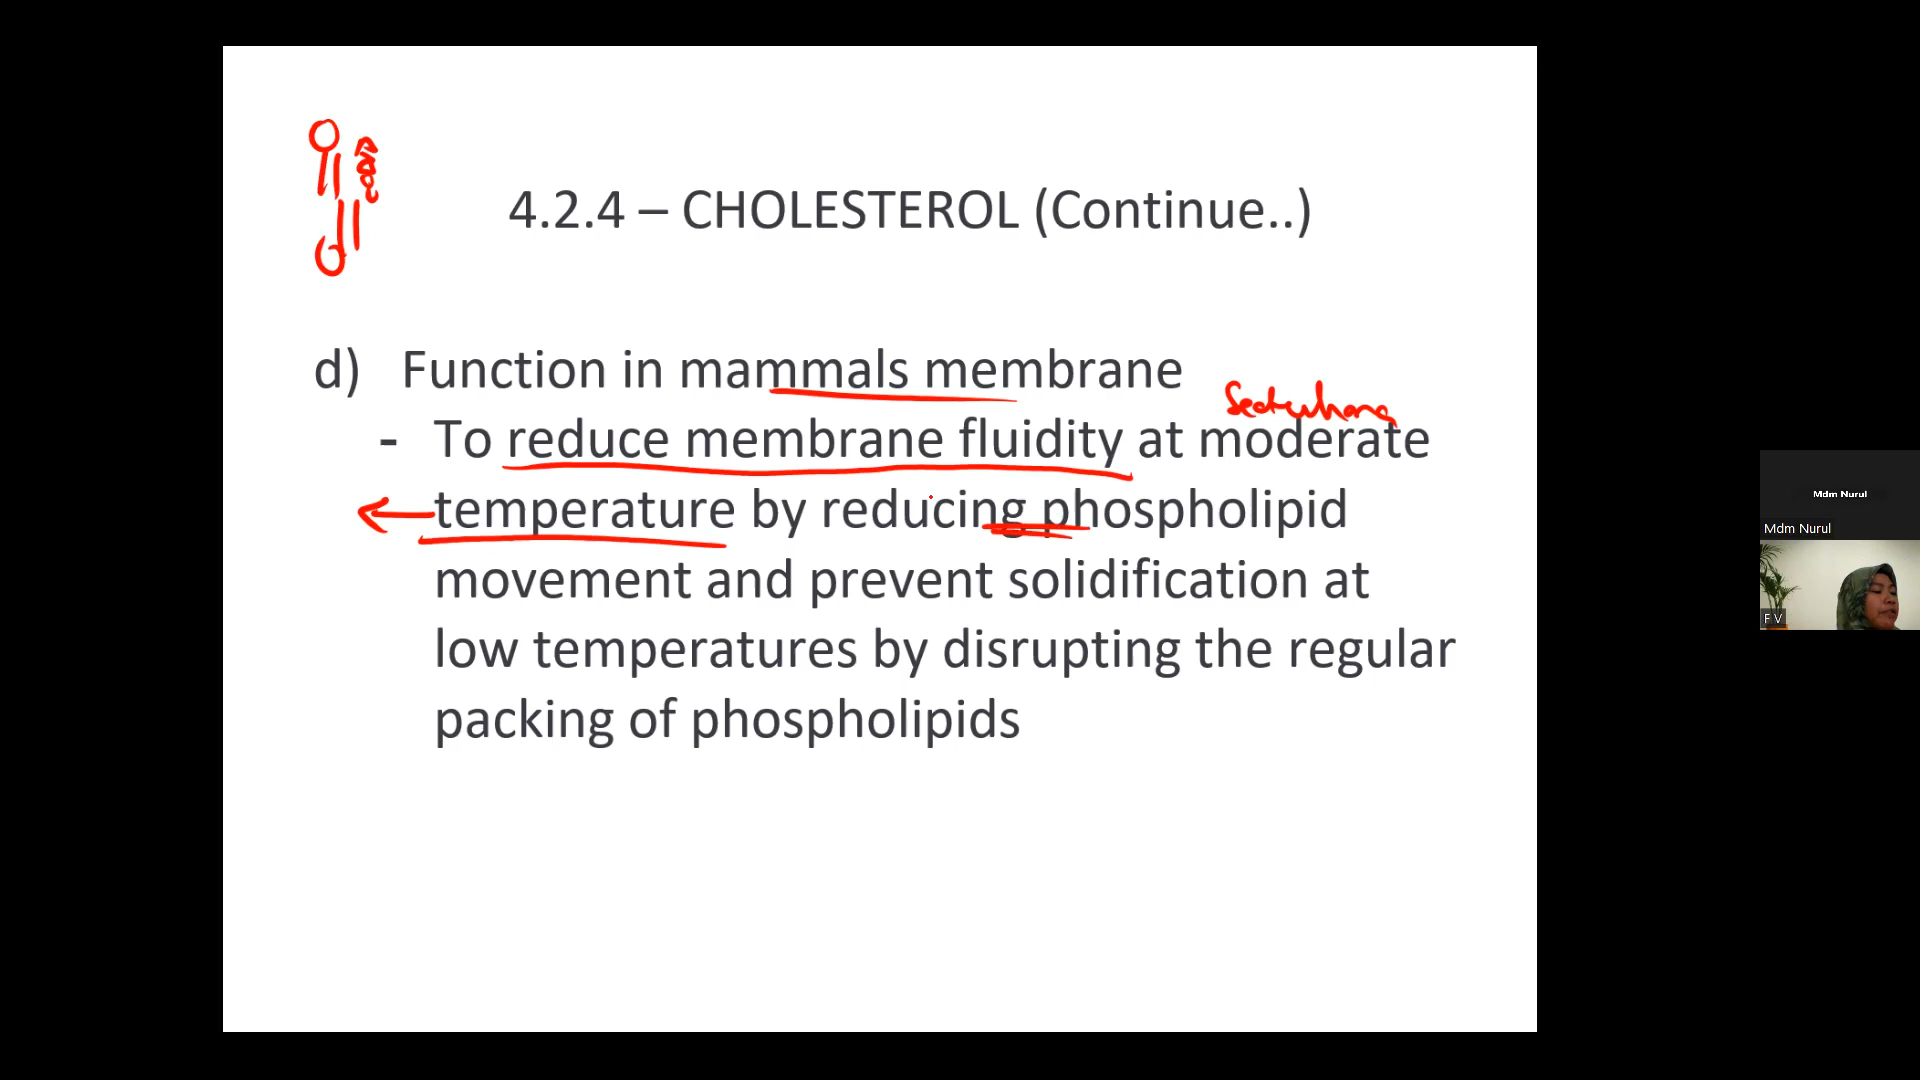 4.2.4 – CHOLESTEROL (Continue..)
d) Function in mammals membrane
- To reduce membrane fluidity at moderate
temperature by reducing phospholipid
movement and prevent solidification at
low temperatures by disrupting the regular
packing of phospholipids
Mdm Nurul
Mdm Nurul
F V